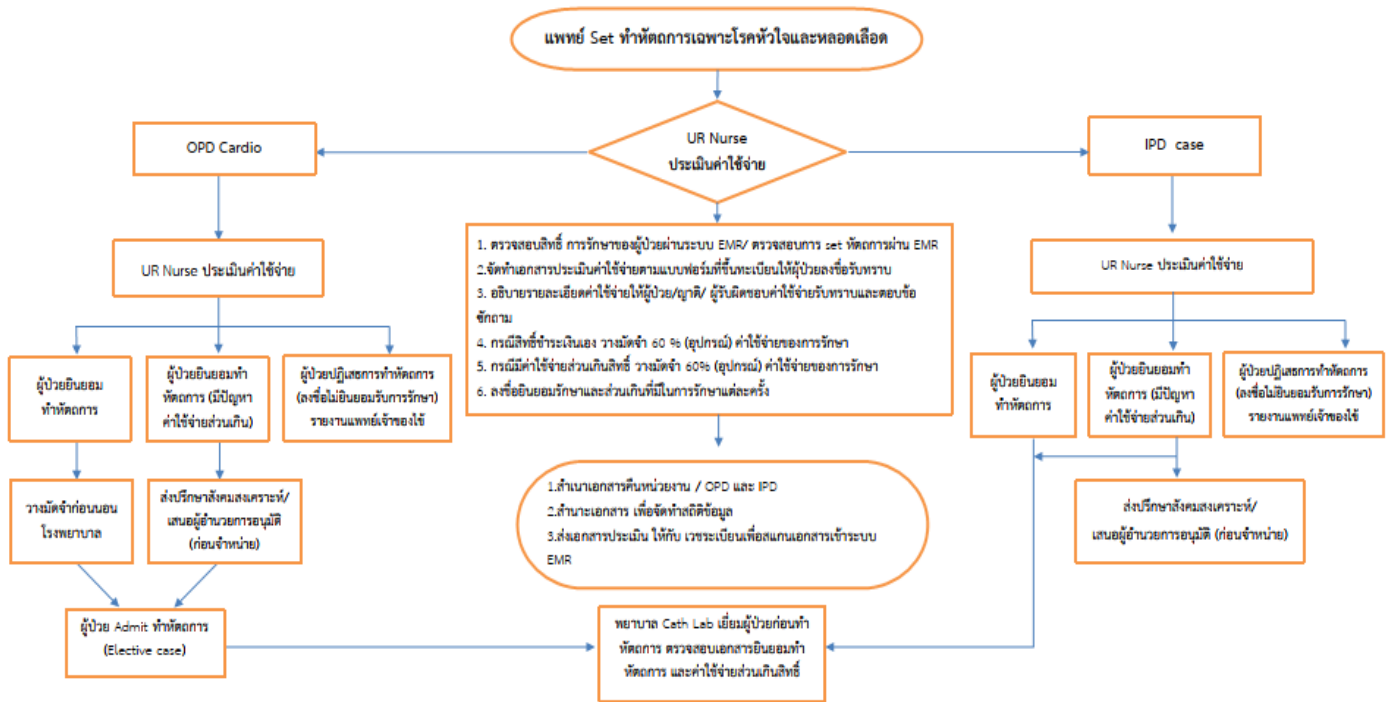 แพทย์ Set ทำหัตถการเฉพาะโรคหัวใจและหลอดเลือด
UR Nurse
ประเมินค่าใช้จ่าย
OPD Cardio
IPD case
UR Nurse ประเมินค่าใช้จ่าย
1. ตรวจสอบสิทธิ์ การรักษาของผู้ป่วยผ่านระบบ EMR/ ตรวจสอบการ set หัตถการผ่าน EMR
2.จัดทำเอกสารประเมินค่าใช้จ่ายตามแบบฟอร์มที่ขึ้นทะเบียนให้ผู้ป่วยลงชื่อรับทราบ
3. อธิบายรายละเอียดค่าใช้จ่ายให้ผู้ป่วย/ญาติ/ ผู้รับผิดชอบค่าใช้จ่ายรับทราบและตอบข้อ
ซักถาม
4. กรณีสิทธิ์ชำระเงินเอง วางมัดจำ 60 % (อุปกรณ์) ค่าใช้จ่ายของการรักษา
5. กรณีมีค่าใช้จ่ายส่วนเกินสิทธิ์ วางมัดจำ 60% (อุปกรณ์) ค่าใช้จ่ายของการรักษา
6. ลงชื่อยินยอมรักษาและส่วนเกินที่มีในการรักษาแต่ละครั้ง
UR Nurse ประเมินค่าใช้จ่าย
ผู้ป่วยยินยอม
ทำหัตถการ
ผู้ป่วยยินยอมทำ
หัตถการ (มีปัญหา
ค่าใช้จ่ายส่วนเกิน)
ผู้ป่วยปฏิเสธการทำหัตถการ
(ลงชื่อไม่ยินยอมรับการรักษา)
รายงานแพทย์เจ้าของไข้
ผู้ป่วยยินยอม
ทำหัตถการ
ผู้ป่วยยินยอมทำ
หัตถการ (มีปัญหา
ค่าใช้จ่ายส่วนเกิน)
ผู้ป่วยปฏิเสธการทำหัตถการ
(ลงชื่อไม่ยินยอมรับการรักษา)
รายงานแพทย์เจ้าของไข้
วางมัดจำก่อนนอน
โรงพยาบาล
ส่งปรึกษาสังคมสงเคราะห์/
เสนอผู้อำนวยการอนุมัติ
(ก่อนจำหน่าย)
1.สำเนาเอกสารคืนหน่วยงาน / OPD และ IPD
2.สำนาะเอกสาร เพื่อจัดทำสถิติข้อมูล
3.ส่งเอกสารประเมิน ให้กับ เวชระเบียนเพื่อสแกนเอกสารเข้าระบบ
EMR
ส่งปรึกษาสังคมสงเคราะห์/
เสนอผู้อำนวยการอนุมัติ (ก่อนจำหน่าย)
ผู้ป่วย Admit ทำหัตถการ
(Elective case)
พยาบาล Cath Lab เยี่ยมผู้ป่วยก่อนทำ
หัตถการ ตรวจสอบเอกสารยินยอมทำ
หัตถการ และค่าใช้จ่ายส่วนเกินสิทธิ์